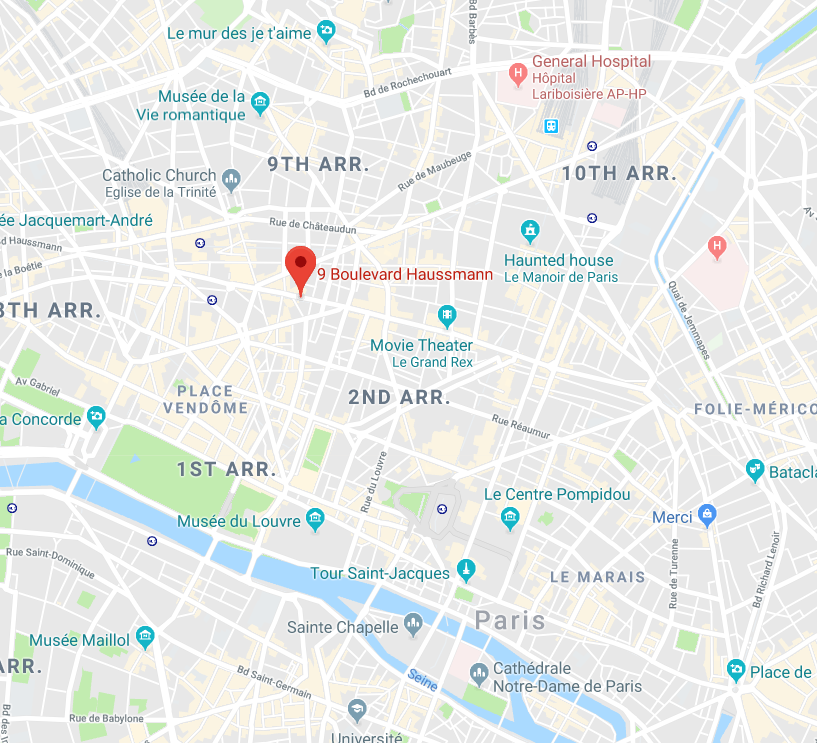 Le mur des je t'aime
Bd Barbès
General Hospital
Hôpital
Lariboisière AP-HP
Bd de Rochechouart
Musée de la
Vie romantique
9TH ARR.
Rue de Maubeuge
10TH ARR.
Catholic Church
Eglise de la Trinité
ée Jacquemart-André
Rue de Châteaudun
d Haussmann
e la Boétie
Haunted house
Le Manoir de Paris
9 Boulevard Haussmann
Quai de Jemmapes
8TH ARR.
Movie Theater
Le Grand Rex
Av Gabriel
PLACE
VENDÔME
2ND ARR.
FOLIE-MÉRICO
a Concorde
Rue Réaumur
1ST ARR.
Rue du Louvre
Batacla
Le Centre Pompidou
Musée du Louvre
Merci
Rue Saint-Dominique
Tour Saint-Jacques
LE MARAIS
Rue de Turenne
Bd Richard Lenoir
Paris
Sainte Chapelle
Musée Maillol
ARR.
Bd Saint-Germain
Seine
Cathédrale
Notre-Dame de Paris
Place de
Rue de Babylone
Bd des Inv
Université